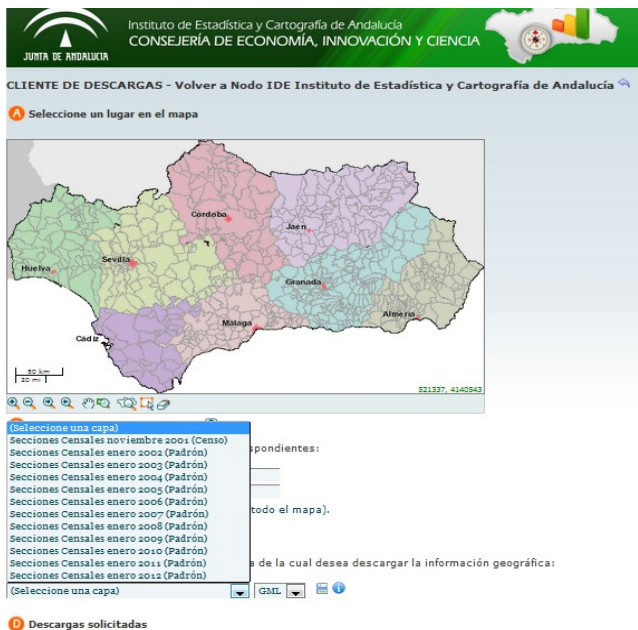 Instituto de Estadística y Cartografía de Andalucía
CONSEJERÍA DE ECONOMÍA, INNOVACIÓN Y CIENCIA
JUNTA DE ANDALUCIA
CLIENTE DE DESCARGAS - Volver a Nodo IDE Instituto de Estadística y Cartografía de Andalucía
A Seleccione un lugar en el mapa
Córdoba
Jaen
Sevilla
Huelva
Granada
Almería
Málaga
Cádiz
50 km
20 mi
521337, 4140543
(Seleccione una capa)
Secciones Censales noviembre 2001 (Censo)
Secciones Censales enero 2002 (Padrón)
spondientes:
Secciones Censales enero 2003 (Padrón)
Secciones Censales enero 2004 (Padrón)
Secciones Censales enero 2005 (Padrón)
Secciones Censales enero 2006 (Padrón)
Secciones Censales enero 2007 (Padrón)
todo el mapa).
Secciones Censales enero 2008 (Padrón)
Secciones Censales enero 2009 (Padrón)
Secciones Censales enero 2010 (Padrón)
Secciones Censales enero 2011 (Padrón)
a de la cual desea descargar la información geográfica:
Secciones Censales enero 2012 (Padrón)
(Seleccione una capa) GML
D Descargas solicitadas